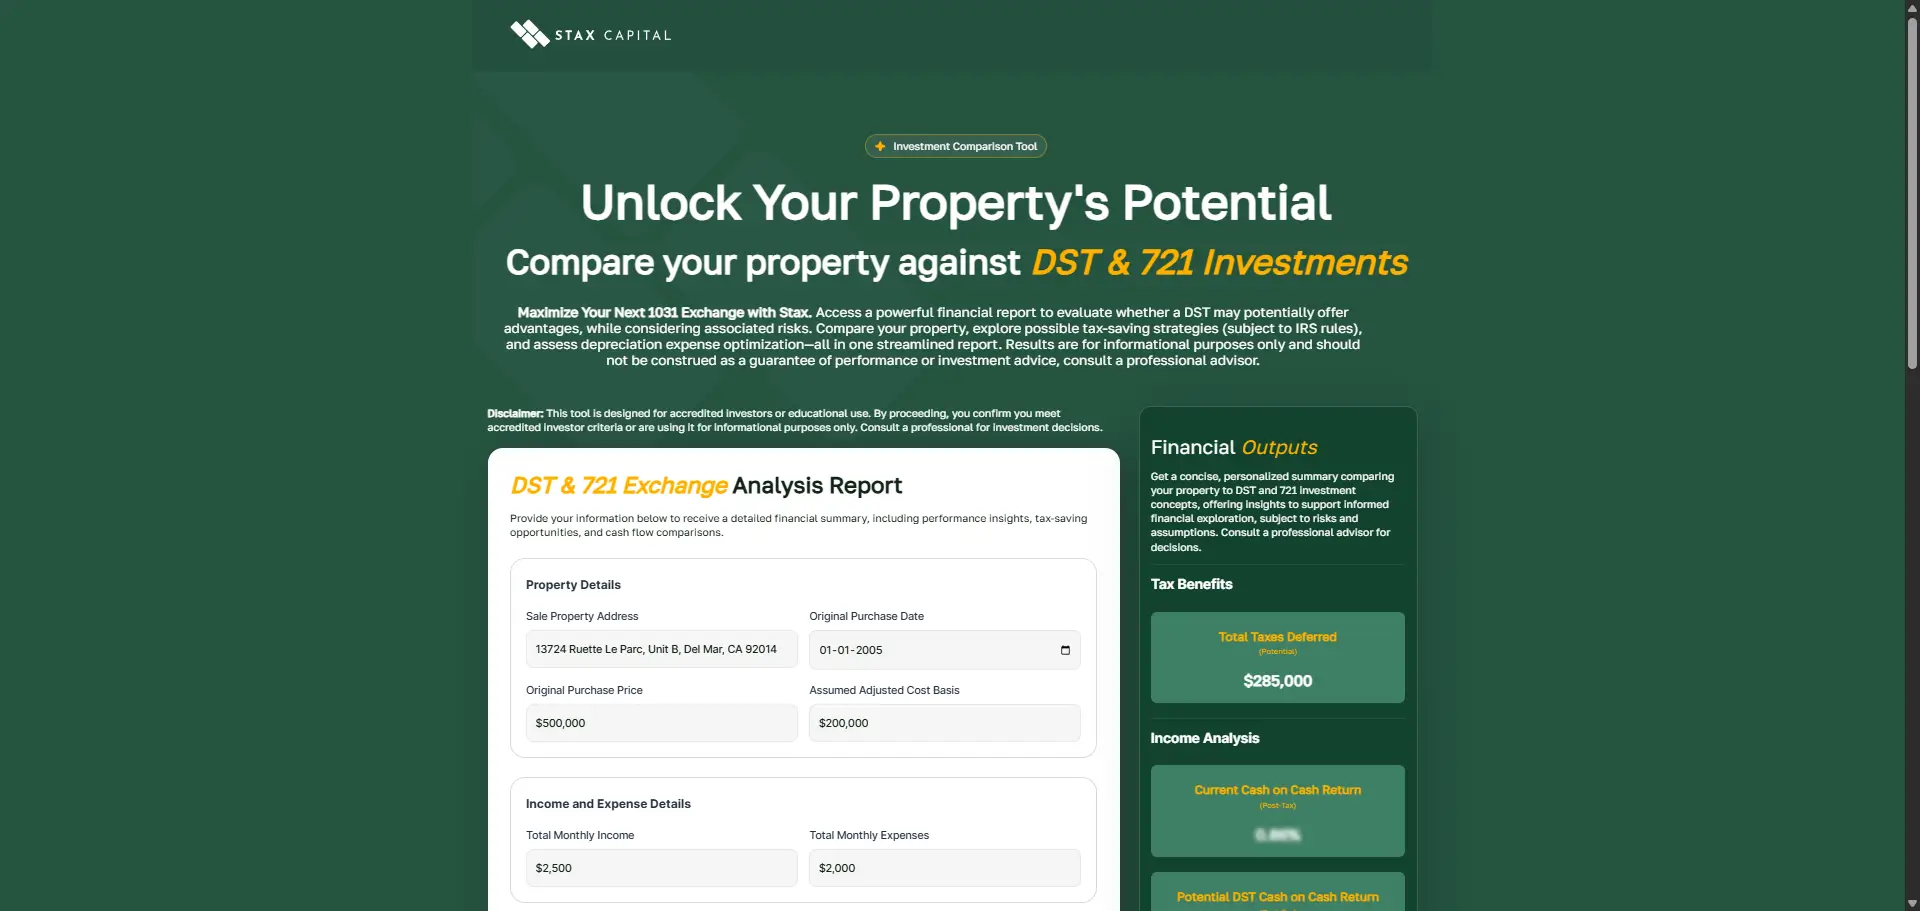 STAX CAPITAL
Investment Comparison Tool
Unlock Your Property's Potential
Compare your property against DST & 721 Investments
Maximize Your Next 1031 Exchange with Stax. Access a powerful financial report to evaluate whether a DST may potentially offer
advantages, while considering associated risks. Compare your property, explore possible tax-saving strategies (subject to IRS rules),
and assess depreciation expense optimization—all in one streamlined report. Results are for informational purposes only and should
not be construed as a guarantee of performance or investment advice, consult a professional advisor.
Disclaimer: This tool is designed for accredited investors or educational use. By proceeding, you confirm you meet
accredited investor criteria or are using it for informational purposes only. Consult a professional for investment decisions.
DST & 721 Exchange Analysis Report
Provide your information below to receive a detailed financial summary, including performance insights, tax-saving
opportunities, and cash flow comparisons.
Property Details
Sale Property Address
Original Purchase Date
13724 Ruette Le Parc, Unit B, Del Mar, CA 92014
01-01-2005
Original Purchase Price
Assumed Adjusted Cost Basis
$500,000
$200,000
Income and Expense Details
Total Monthly Income
Total Monthly Expenses
$2,500
$2,000
Financial Outputs
Get a concise, personalized summary comparing
your property to DST and 721 investment
concepts, offering insights to support informed
financial exploration, subject to risks and
assumptions. Consult a professional advisor for
decisions.
Tax Benefits
Total Taxes Deferred
(Potential)
$285,000
Income Analysis
Current Cash on Cash Return
(Post-Tax)
Potential DST Cash on Cash Return